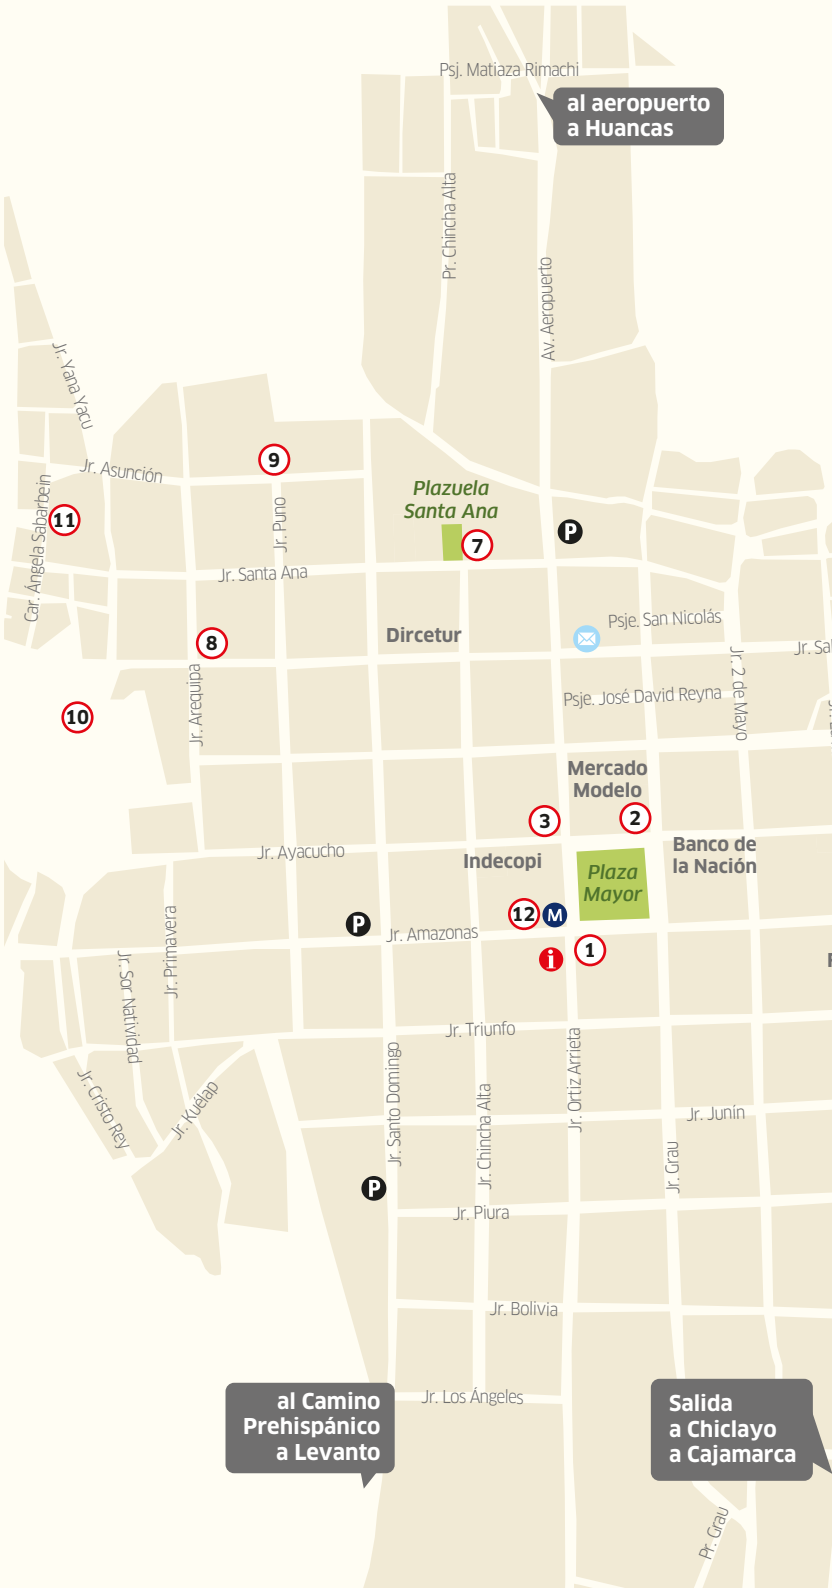 Psj. Matiaza Rimachi
al aeropuerto
a Huancas
Pr. Chincha Alta
Av. Aeropuerto
Jr. Yana Yacu
Jr. Asunción
9
Car. Ángela Sabarbein
11
Jr. Puno
Plazuela
Santa Ana
7
P
Jr. Santa Ana
Dircetur
Psje. San Nicolás
8
Jr. Sal
Jr. Arequipa
Jr. 2 de Mayo
Psje. José David Reyna
10
Mercado
Modelo
3
2
Jr. Ayacucho
Indecopi
Banco de
la Nación
Plaza
Mayor
12
M
P
Jr. Amazonas
1
i
Jr. Primavera
Jr. Sor Natividad
Jr. Triunfo
Jr. Santo Domingo
Jr. Ortiz Arrieta
Jr. Cristo Rey
Jr. Kuélap
Jr. Chincha Alta
Jr. Junín
Jr. Grau
P
Jr. Piura
Jr. Bolivia
al Camino
Prehispánico
a Levanto
Jr. Los Ángeles
Salida
a Chiclayo
a Cajamarca
Pr. Grau